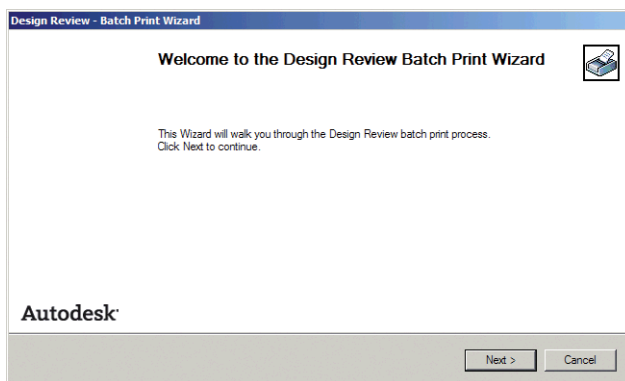 Design Review - Batch Print Wizard
Welcome to the Design Review Batch Print Wizard
This Wizard will walk you through the Design Review batch print process.
Click Next to continue.
Autodesk
Next >
Cancel